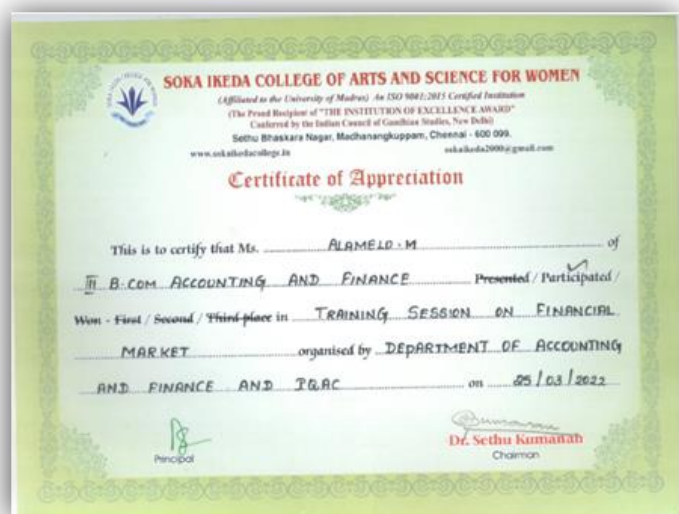 SOKA IKEDA COLLEGE OF ARTS AND SCIENCE FOR WOMEN
(Affiliated to the University of Madras) An ISO 9001:2015 Certified Institution
(The Proud Recipient of "THE INSTITUTION OF EXCELLENCE AWARD"
Conferred by the Indian Council of Gandhian Studies, New Delhi)
Sethu Bhaskara Nagar, Madhanangkuppam, Chennai - 600 099.
www.sokaikedacollege.in sokaikeda2000@gmail.com
Certificate of Appreciation
This is to certify that Ms. ALAMELD.M of
III B.COM ACCOUNTING AND FINANCE Presented / Participated /
Won - First / Second / Third place in TRAINING SESSION ON FINANCIAL
MARKET organised by DEPARTMENT OF ACCOUNTING
AND FINANCE AND IQAC on 25/03/2022
Principal
Dr. Sethu Kumanan
Chairman